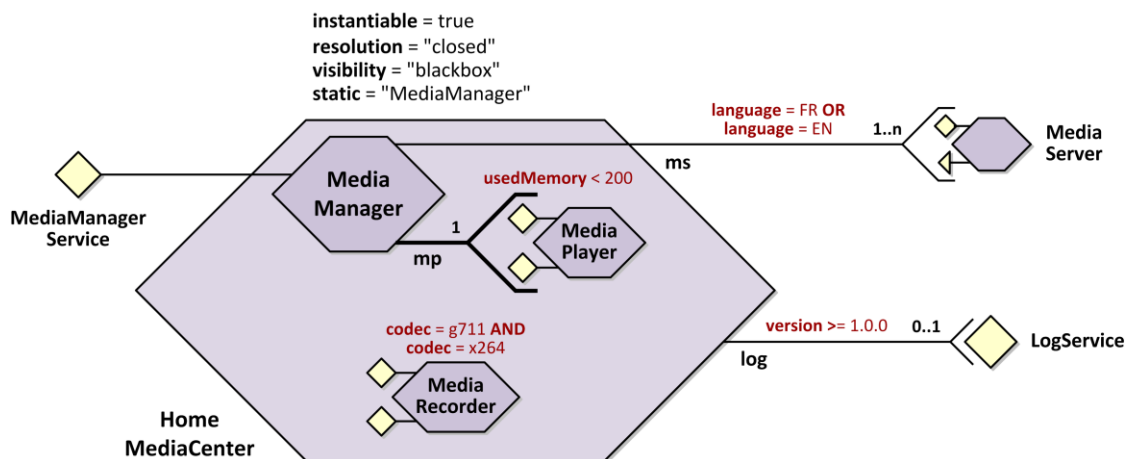 instantiable = true
resolution = "closed"
visibility = "blackbox"
static = "MediaManager"
language = FR OR
language = EN
1..n
Media
Server
ms
Media
Manager
usedMemory < 200
MediaManager
Service
1
mp
Media
Player
codec = g711 AND
codec = x264
version >= 1.0.0
0..1
LogService
log
Media
Recorder
Home
MediaCenter